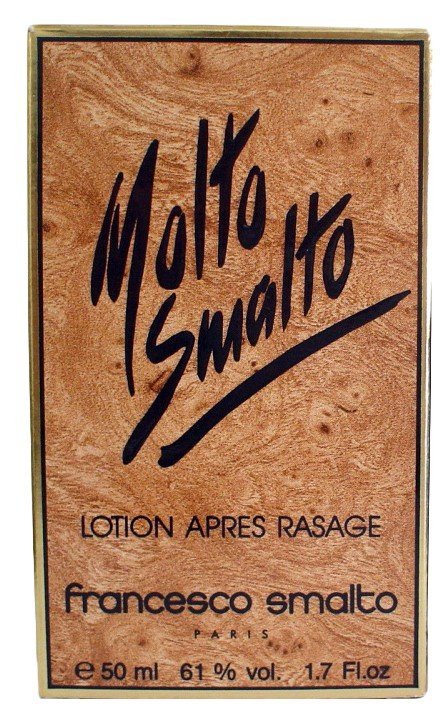 Molto
Smalto
LOTION APRES RASAGE
francesco smalto
PARIS
℮ 50 ml 61 % vol. 1.7 Fl.oz